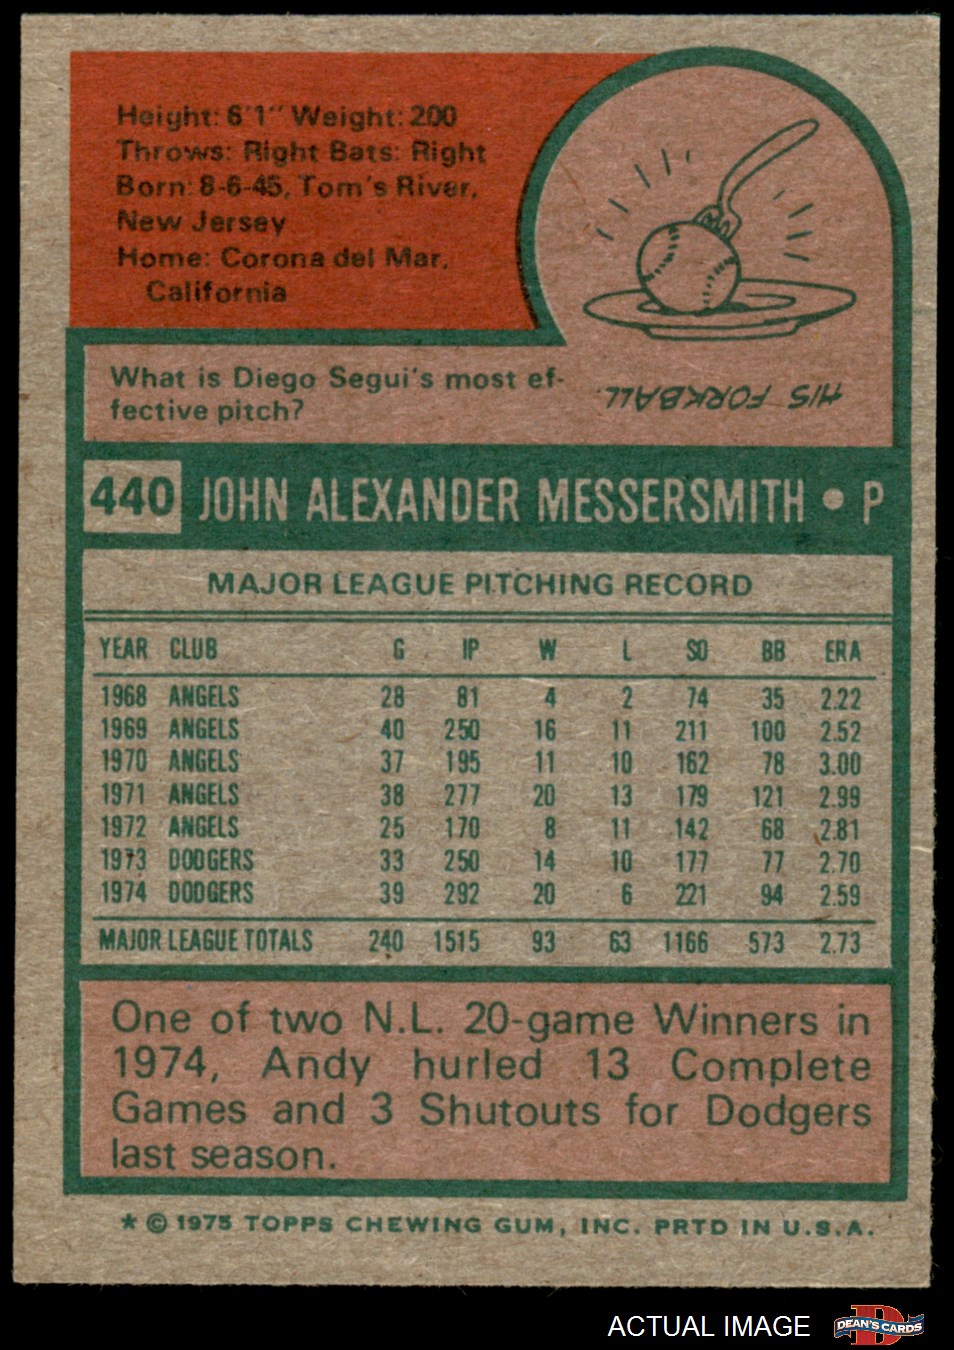 Height: 6'1" Weight: 200
Throws: Right Bats: Right
Born: 8-6-45, Tom's River,
New Jersey
Home: Corona del Mar,
California
What is Diego Segui's most ef-
fective pitch?
HIS FORKBALL.
440 JOHN ALEXANDER MESSERSMITH • P
MAJOR LEAGUE PITCHING RECORD
YEAR CLUB G IP W L SO BB ERA
1968 ANGELS 28 81 4 2 74 35 2.22
1969 ANGELS 40 250 16 11 211 100 2.52
1970 ANGELS 37 195 11 10 162 78 3.00
1971 ANGELS 38 277 20 13 179 121 2.99
1972 ANGELS 25 170 8 11 142 68 2.81
1973 DODGERS 33 250 14 10 177 77 2.70
1974 DODGERS 39 292 20 6 221 94 2.59
MAJOR LEAGUE TOTALS 240 1515 93 63 1166 573 2.73
One of two N.L. 20-game Winners in
1974, Andy hurled 13 Complete
Games and 3 Shutouts for Dodgers
last season.
* © 1975 TOPPS CHEWING GUM, INC. PRTD IN U.S.A.
ACTUAL IMAGE
DEAN'S CARDS